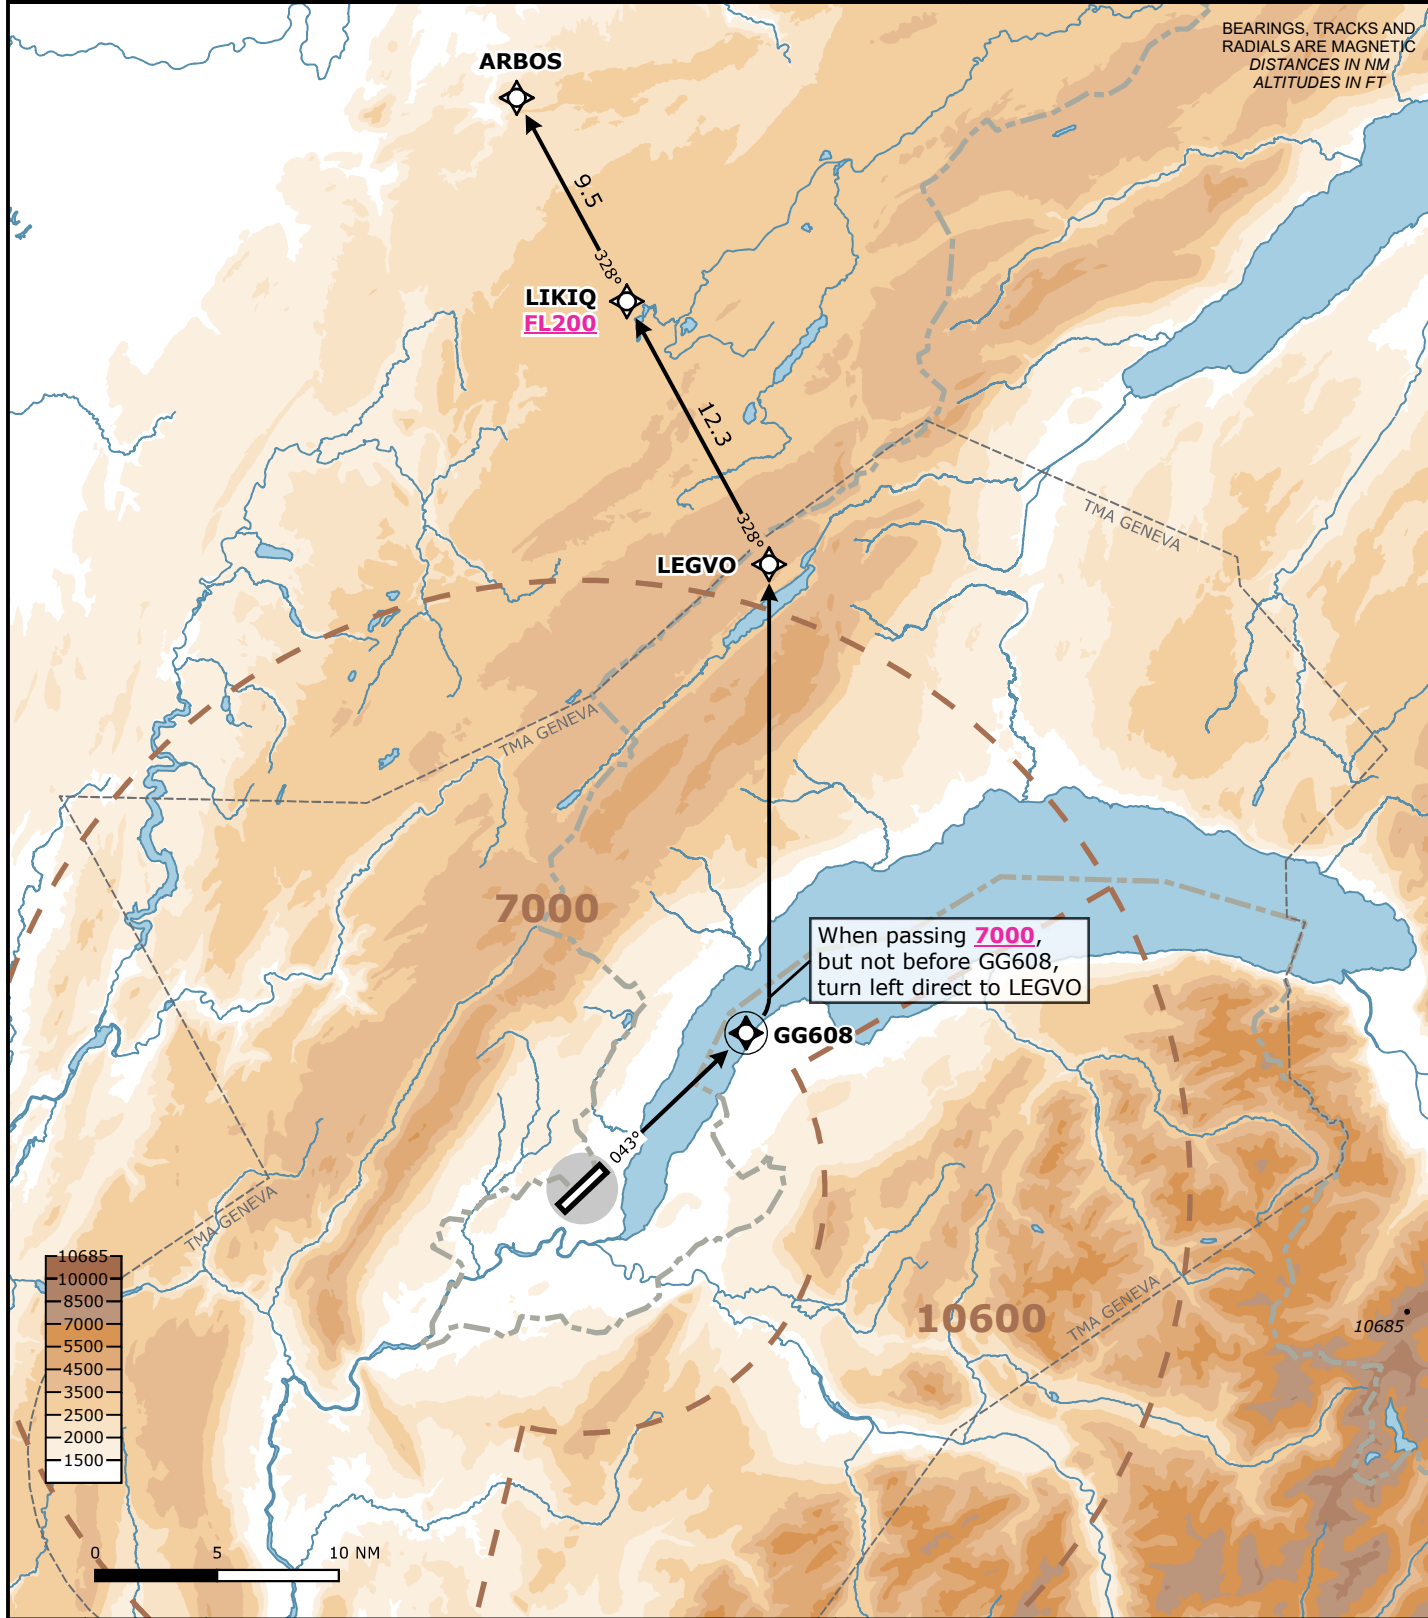 BEARINGS, TRACKS AND
RADIALS ARE MAGNETIC
DISTANCES IN NM
ALTITUDES IN FT
ARBOS
9.5
328°
LIKIQ
FL200
12.3
328°
LEGVO
TMA GENEVA
TMA GENEVA
7000
When passing 7000,
but not before GG608,
turn left direct to LEGVO
GG608
043°
TMA GENEVA
TMA GENEVA
10600
10685
10685
10000
8500
7000
5500
4500
3500
2500
2000
1500
0 5 10 NM